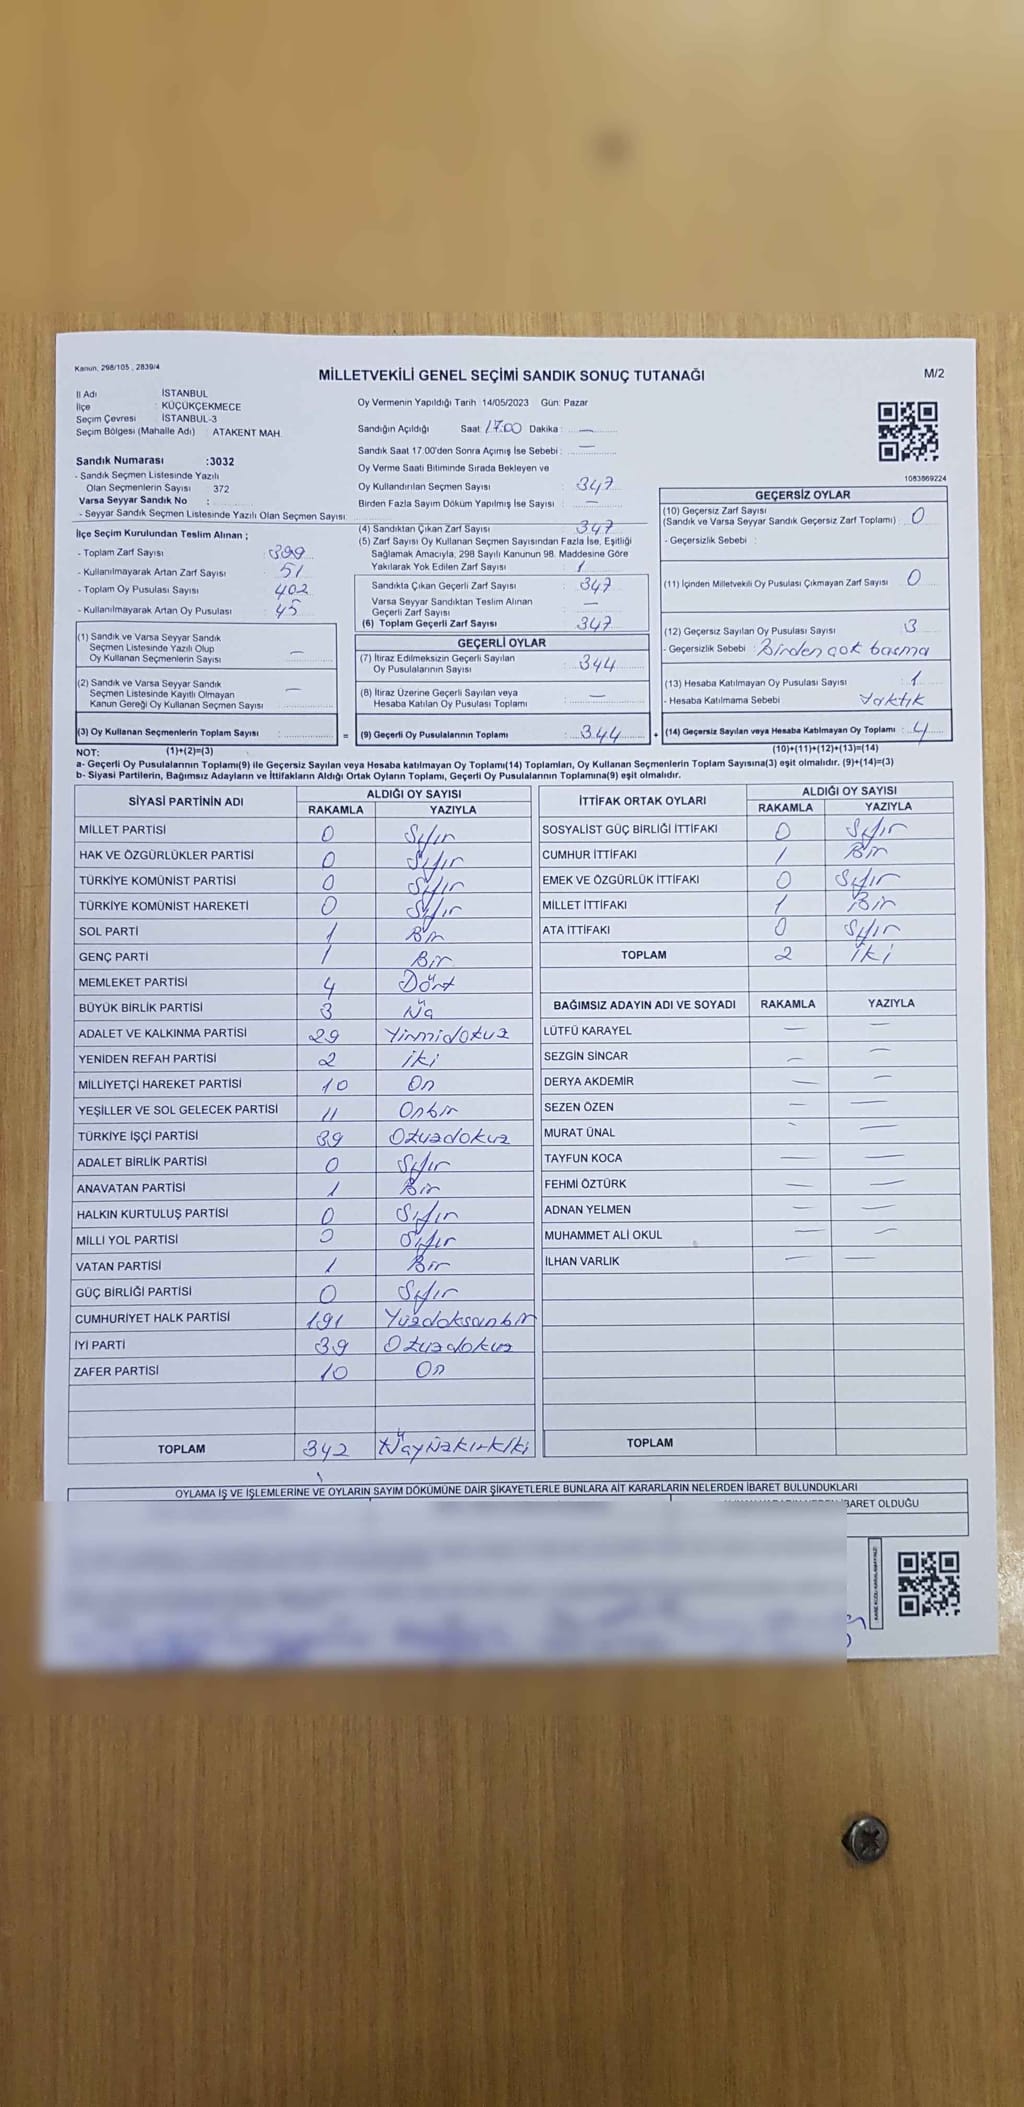 Kanun, 298/105 , 2839/4
MİLLETVEKİLİ GENEL SEÇİMİ SANDIK SONUÇ TUTANAĞI
M/2
İl Adı İSTANBUL
İlçe : KÜÇÜKÇEKMECE
Seçim Çevresi İSTANBUL-3
Seçim Bölgesi (Mahalle Adı) : ATAKENT MAH.
Sandık Numarası :3032
- Sandık Seçmen Listesinde Yazılı
Olan Seçmenlerin Sayısı 372
Varsa Seyyar Sandık No :
- Seyyar Sandık Seçmen Listesinde Yazılı Olan Seçmen Sayısı:
İlçe Seçim Kurulundan Teslim Alınan ;
- Toplam Zarf Sayısı : 399
- Kullanılmayarak Artan Zarf Sayısı : 51
- Toplam Oy Pusulası Sayısı : 402
- Kullanılmayarak Artan Oy Pusulası : 45
(1) Sandık ve Varsa Seyyar Sandık
Seçmen Listesinde Yazılı Olup
Oy Kullanan Seçmenlerin Sayısı : —
(2) Sandık ve Varsa Seyyar Sandık
Seçmen Listesinde Kayıtlı Olmayan
Kanun Gereği Oy Kullanan Seçmen Sayısı : —
(3) Oy Kullanan Seçmenlerin Toplam Sayısı : =
Oy Vermenin Yapıldığı Tarih 14/05/2023 Gün: Pazar
Sandığın Açıldığı Saat: 17.00 Dakika : —
Sandık Saat 17.00'den Sonra Açımış İse Sebebi : —
Oy Verme Saati Bitiminde Sırada Bekleyen ve
Oy Kullandırılan Seçmen Sayısı : 347
Birden Fazla Sayım Döküm Yapılmış İse Sayısı : —
(4) Sandıktan Çıkan Zarf Sayısı : 347
(5) Zarf Sayısı Oy Kullanan Seçmen Sayısından Fazla İse, Eşitliği
Sağlamak Amacıyla, 298 Sayılı Kanunun 98. Maddesine Göre
Yakılarak Yok Edilen Zarf Sayısı : 1
Sandıkta Çıkan Geçerli Zarf Sayısı : 347
Varsa Seyyar Sandıktan Teslim Alınan
Geçerli Zarf Sayısı : —
(6) Toplam Geçerli Zarf Sayısı : 347
GEÇERLİ OYLAR
(7) İtiraz Edilmeksizin Geçerli Sayılan
Oy Pusulalarının Sayısı : 344
(8) İtiraz Üzerine Geçerli Sayılan veya
Hesaba Katılan Oy Pusulası Toplamı : —
(9) Geçerli Oy Pusulalarının Toplamı : 344 +
1083869224
GEÇERSİZ OYLAR
(10) Geçersiz Zarf Sayısı
(Sandık ve Varsa Seyyar Sandık Geçersiz Zarf Toplamı) : 0
- Geçersizlik Sebebi :
(11) İçinden Milletvekili Oy Pusulası Çıkmayan Zarf Sayısı : 0
(12) Geçersiz Sayılan Oy Pusulası Sayısı : 3
- Geçersizlik Sebebi : Birden çok basma
(13) Hesaba Katılmayan Oy Pusulası Sayısı : 1
- Hesaba Katılmama Sebebi : Yaktık
(14) Geçersiz Sayılan veya Hesaba Katılmayan Oy Toplamı : 4
NOT: (1)+(2)=(3) (10)+(11)+(12)+(13)=(14)
a- Geçerli Oy Pusulalarının Toplamı(9) ile Geçersiz Sayılan veya Hesaba katılmayan Oy Toplamı(14) Toplamları, Oy Kullanan Seçmenlerin Toplam Sayısına(3) eşit olmalıdır. (9)+(14)=(3)
b- Siyasi Partilerin, Bağımsız Adayların ve İttifakların Aldığı Ortak Oyların Toplamı, Geçerli Oy Pusulalarının Toplamına(9) eşit olmalıdır.
SİYASİ PARTİNİN ADI ALDIĞI OY SAYISI
RAKAMLA YAZIYLA
MİLLET PARTİSİ 0 Sıfır
HAK VE ÖZGÜRLÜKLER PARTİSİ 0 Sıfır
TÜRKİYE KOMÜNİST PARTİSİ 0 Sıfır
TÜRKİYE KOMÜNİST HAREKETİ 0 Sıfır
SOL PARTİ 1 Bir
GENÇ PARTİ 1 Bir
MEMLEKET PARTİSİ 4 Dört
BÜYÜK BİRLİK PARTİSİ 3 Üç
ADALET VE KALKINMA PARTİSİ 29 Yirmidokuz
YENİDEN REFAH PARTİSİ 2 İki
MİLLİYETÇİ HAREKET PARTİSİ 10 On
YEŞİLLER VE SOL GELECEK PARTİSİ 11 Onbir
TÜRKİYE İŞÇİ PARTİSİ 39 Otuzdokuz
ADALET BİRLİK PARTİSİ 0 Sıfır
ANAVATAN PARTİSİ 1 Bir
HALKIN KURTULUŞ PARTİSİ 0 Sıfır
MİLLİ YOL PARTİSİ 0 Sıfır
VATAN PARTİSİ 1 Bir
GÜÇ BİRLİĞİ PARTİSİ 0 Sıfır
CUMHURİYET HALK PARTİSİ 191 Yüzdoksanbir
İYİ PARTİ 39 Otuzdokuz
ZAFER PARTİSİ 10 On
TOPLAM 342 Üçyüzkırkiki
İTTİFAK ORTAK OYLARI ALDIĞI OY SAYISI
RAKAMLA YAZIYLA
SOSYALİST GÜÇ BİRLİĞİ İTTİFAKI 0 Sıfır
CUMHUR İTTİFAKI 1 Bir
EMEK VE ÖZGÜRLÜK İTTİFAKI 0 Sıfır
MİLLET İTTİFAKI 1 Bir
ATA İTTİFAKI 0 Sıfır
TOPLAM 2 İki
BAĞIMSIZ ADAYIN ADI VE SOYADI RAKAMLA YAZIYLA
LÜTFÜ KARAYEL — —
SEZGİN SİNCAR — —
DERYA AKDEMİR — —
SEZEN ÖZEN — —
MURAT ÜNAL — —
TAYFUN KOCA — —
FEHMİ ÖZTÜRK — —
ADNAN YELMEN — —
MUHAMMET ALİ OKUL — —
İLHAN VARLIK — —
TOPLAM
OYLAMA İŞ VE İŞLEMLERİNE VE OYLARIN SAYIM DÖKÜMÜNE DAİR ŞİKAYETLERLE BUNLARA AİT KARARLARIN NELERDEN İBARET BULUNDUKLARI
İBARET OLDUĞU